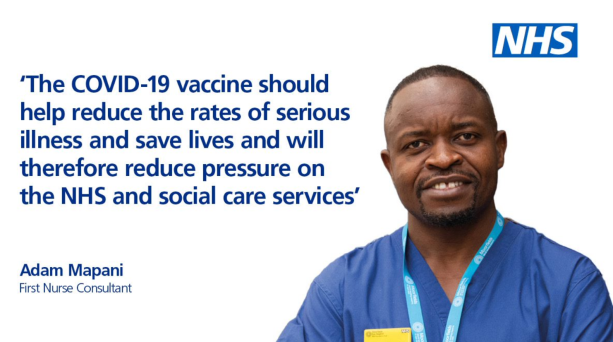 NHS
‘The COVID-19 vaccine should
help reduce the rates of serious
illness and save lives and will
therefore reduce pressure on
the NHS and social care services’
Adam Mapani
First Nurse Consultant